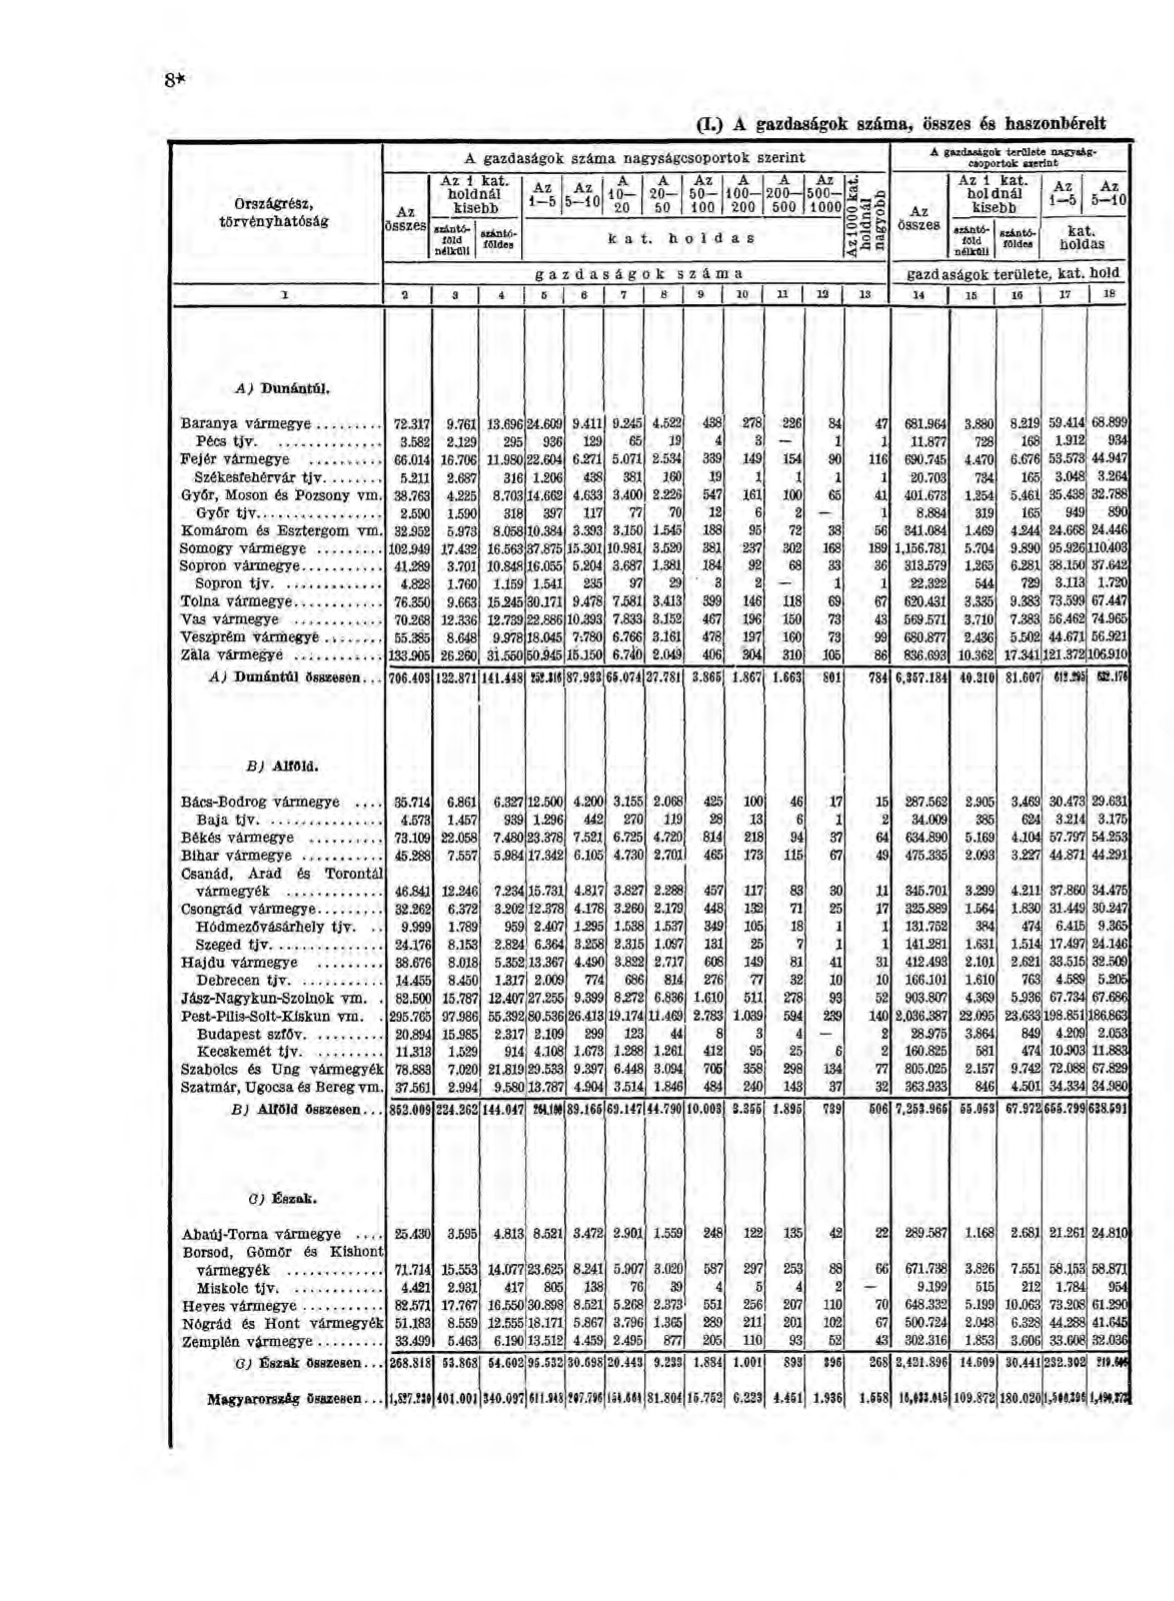 8*
(I.) A gazdaságok száma, összes és haszonbérelt
Országrész, törvényhatóság
A gazdaságok száma nagyságcsoportok szerint
A gazdaságok területe nagyság-
csoportok szerint
Az összes | Az 1 kat. holdnál kisebb | szántó-föld nélküli | szántó-földes | Az 1—5 | Az 5—10 | A 10—20 | A 20—50 | Az 50—100 | A 100—200 | A 200—500 | Az 500—1000 | Az 1000 kat. holdnál nagyobb | Az összes | Az 1 kat. holdnál kisebb | szántó-föld nélküli | szántó-földes | Az 1—5 | Az 5—10
kat. holdas | kat. holdas
gazdaságok száma | gazdaságok területe, kat. hold
1 2 3 4 5 6 7 8 9 10 11 12 13 14 15 16 17 18
A) Dunántúl.
Baranya vármegye ......... 72.317 9.761 13.696 24.609 9.411 9.245 4.522 438 278 226 84 47 681.964 3.880 8.219 59.414 68.899
Pécs tjv. .............. 3.582 2.129 295 936 129 65 19 4 3 — 1 1 11.877 728 168 1.912 934
Fejér vármegye .......... 66.014 16.706 11.980 22.604 6.271 5.071 2.534 339 149 154 90 116 690.745 4.470 6.676 53.573 44.947
Székesfehérvár tjv........ 5.211 2.687 316 1.206 438 381 160 19 1 1 1 1 20.703 734 165 3.048 3.264
Győr, Moson és Pozsony vm. 38.763 4.225 8.703 14.662 4.633 3.400 2.226 547 161 100 65 41 401.673 1.254 5.461 35.438 32.788
Győr tjv................. 2.590 1.590 318 397 117 77 70 12 6 2 — 1 8.884 319 165 949 890
Komárom és Esztergom vm. 32.952 5.973 8.058 10.384 3.393 3.150 1.545 188 95 72 38 56 341.084 1.469 4.244 24.668 24.446
Somogy vármegye ......... 102.949 17.432 16.563 37.875 15.301 10.981 3.520 381 237 302 168 189 1,156.781 5.704 9.890 95.926 110.403
Sopron vármegye........... 41.289 3.701 10.848 16.055 5.204 3.687 1.381 184 92 68 33 36 313.579 1.265 6.281 38.150 37.642
Sopron tjv. ............. 4.828 1.760 1.159 1.541 235 97 29 3 2 — 1 1 22.322 544 729 3.113 1.720
Tolna vármegye............ 76.350 9.663 15.245 30.171 9.478 7.581 3.413 399 146 118 69 67 620.431 3.335 9.383 73.599 67.447
Vas vármegye ............ 70.268 12.336 12.739 22.886 10.393 7.833 3.152 467 196 150 73 43 569.571 3.710 7.383 56.462 74.965
Veszprém vármegye ........ 55.385 8.648 9.978 18.045 7.780 6.766 3.161 478 197 160 73 99 680.877 2.436 5.502 44.671 56.921
Zala vármegye ............ 133.905 26.260 31.550 50.945 15.150 6.740 2.049 406 304 310 105 86 836.693 10.362 17.341 121.372 106.910
A) Dunántúl összesen... 706.403 122.871 141.448 87.933 65.074 27.781 3.865 1.867 1.663 801 784 6,357.184 40.210 81.607
B) Alföld.
Bács-Bodrog vármegye .... 35.714 6.861 6.327 12.500 4.200 3.155 2.068 425 100 46 17 15 287.562 2.905 3.469 30.473 29.631
Baja tjv. ............... 4.573 1.457 939 1.296 442 270 119 28 13 6 1 2 34.009 385 624 3.214 3.175
Békés vármegye .......... 73.109 22.058 7.480 23.378 7.521 6.725 4.720 814 218 94 37 64 634.890 5.169 4.104 57.797 54.253
Bihar vármegye ........... 45.288 7.557 5.984 17.342 6.105 4.730 2.701 465 173 115 67 49 475.335 2.093 3.227 44.871 44.291
Csanád, Arad és Torontál
vármegyék ............. 46.841 12.246 7.234 15.731 4.817 3.827 2.288 457 117 83 30 11 345.701 3.299 4.211 37.860 34.475
Csongrád vármegye......... 32.262 6.372 3.202 12.378 4.178 3.260 2.179 448 132 71 25 17 325.889 1.564 1.830 31.449 30.247
Hódmezővásárhely tjv. .. 9.999 1.789 959 2.407 1.295 1.538 1.537 349 105 18 1 1 131.752 384 474 6.415 9.365
Szeged tjv............... 24.176 8.153 2.824 6.364 3.258 2.315 1.097 131 25 7 1 1 141.281 1.631 1.514 17.497 24.146
Hajdu vármegye ......... 38.676 8.018 5.352 13.367 4.490 3.822 2.717 608 149 81 41 31 412.493 2.101 2.621 33.515 32.509
Debrecen tjv. ........... 14.455 8.450 1.317 2.009 774 686 814 276 77 32 10 10 166.101 1.610 763 4.589 5.205
Jász-Nagykun-Szolnok vm. . 82.500 15.787 12.407 27.255 9.399 8.272 6.836 1.610 511 278 93 52 903.807 4.369 5.936 67.734 67.686
Pest-Pilis-Solt-Kiskun vm. . 295.765 97.986 55.392 80.536 26.413 19.174 11.469 2.783 1.039 594 239 140 2,036.387 22.095 23.633 198.851 186.863
Budapest szföv. ......... 20.894 15.985 2.317 2.109 299 123 44 8 3 4 — 2 28.975 3.864 849 4.209 2.053
Kecskemét tjv. ......... 11.313 1.529 914 4.108 1.673 1.288 1.261 412 95 25 6 2 160.825 581 474 10.903 11.883
Szabolcs és Ung vármegyék 78.883 7.020 21.819 29.533 9.397 6.448 3.094 705 358 298 134 77 805.025 2.157 9.742 72.088 67.829
Szatmár, Ugocsa és Bereg vm. 37.561 2.994 9.580 13.787 4.904 3.514 1.846 484 240 143 37 32 363.933 846 4.501 34.334 34.980
B) Alföld összesen... 852.009 224.262 144.047 89.165 69.147 44.790 10.003 3.355 1.895 739 506 7,253.966 55.053 67.972 655.799 638.591
C) Észak.
Abaúj-Torna vármegye .... 25.430 3.595 4.813 8.521 3.472 2.901 1.559 248 122 135 42 22 289.587 1.168 2.681 21.261 24.810
Borsod, Gömör és Kishont
vármegyék ............. 71.714 15.553 14.077 23.625 8.241 5.907 3.020 587 297 253 88 66 671.738 3.826 7.551 58.153 58.871
Miskolc tjv. ............ 4.421 2.931 417 805 138 76 39 4 5 4 2 — 9.199 515 212 1.784 954
Heves vármegye ........... 82.571 17.767 16.550 30.898 8.521 5.268 2.373 551 256 207 110 70 648.332 5.199 10.063 73.208 61.290
Nógrád és Hont vármegyék 51.183 8.559 12.555 18.171 5.867 3.796 1.365 289 211 201 102 67 500.724 2.048 6.328 44.288 41.645
Zemplén vármegye......... 33.499 5.463 6.190 13.512 4.459 2.495 877 205 110 93 52 43 302.316 1.853 3.606 33.608 32.036
C) Észak összesen... 268.818 53.868 54.602 95.532 30.698 20.443 9.233 1.884 1.001 893 396 268 2,421.896 14.609 30.441 232.302
Magyarország összesen... 401.001 340.097 81.804 15.752 6.223 4.451 1.936 1.558 109.872 180.020